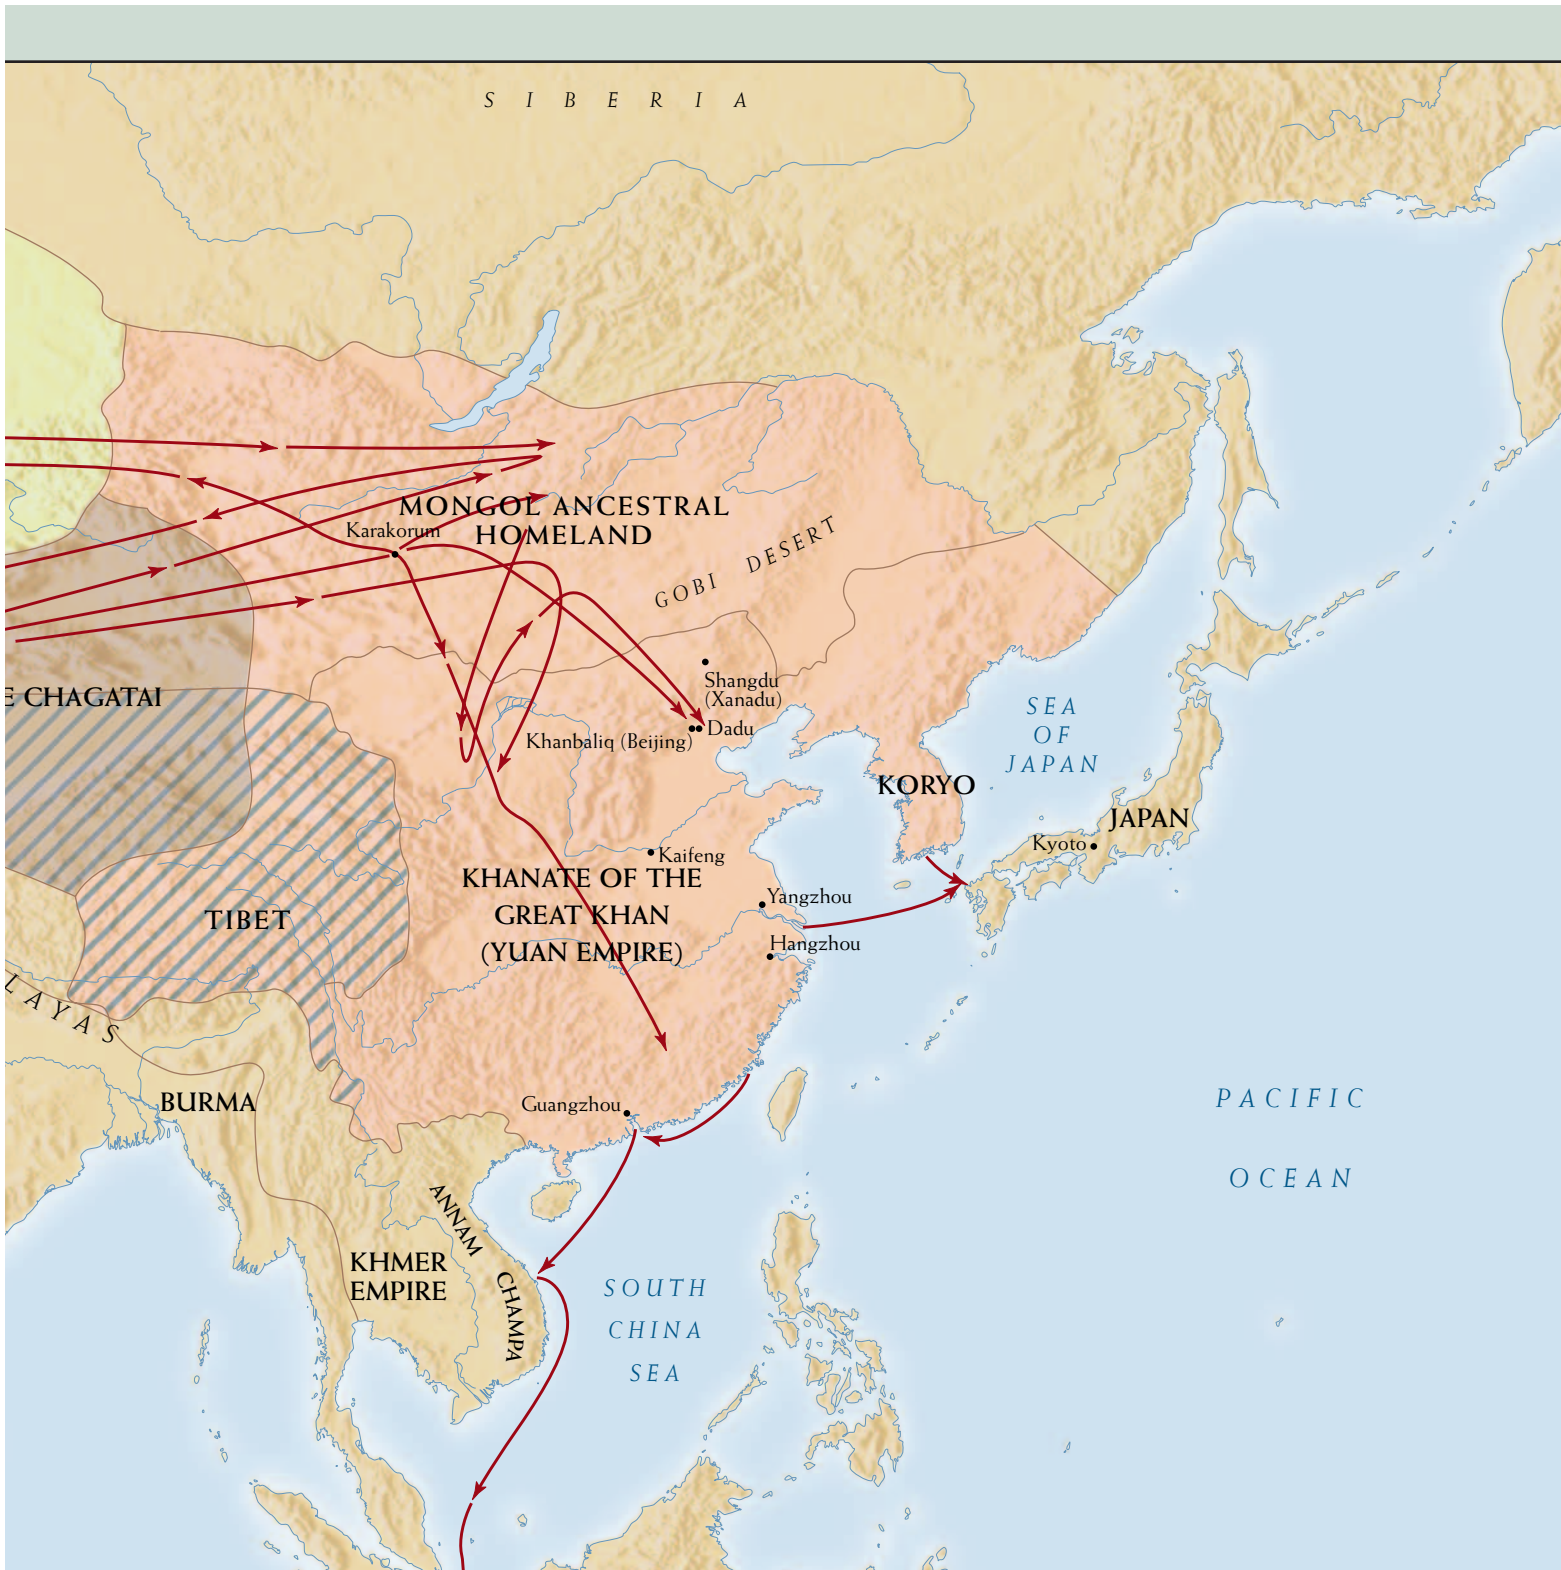 SIBERIA
MONGOL ANCESTRAL
HOMELAND
Karakorum
GOBI DESERT
Shangdu
(Xanadu)
E CHAGATAI
Dadu
Khanbaliq (Beijing)
SEA
OF
JAPAN
KORYO
JAPAN
Kyoto
Kaifeng
KHANATE OF THE
GREAT KHAN
(YUAN EMPIRE)
Yangzhou
Hangzhou
TIBET
LAYAS
BURMA
Guangzhou
PACIFIC
OCEAN
ANNAM
KHMER
EMPIRE
CHAMPA
SOUTH
CHINA
SEA